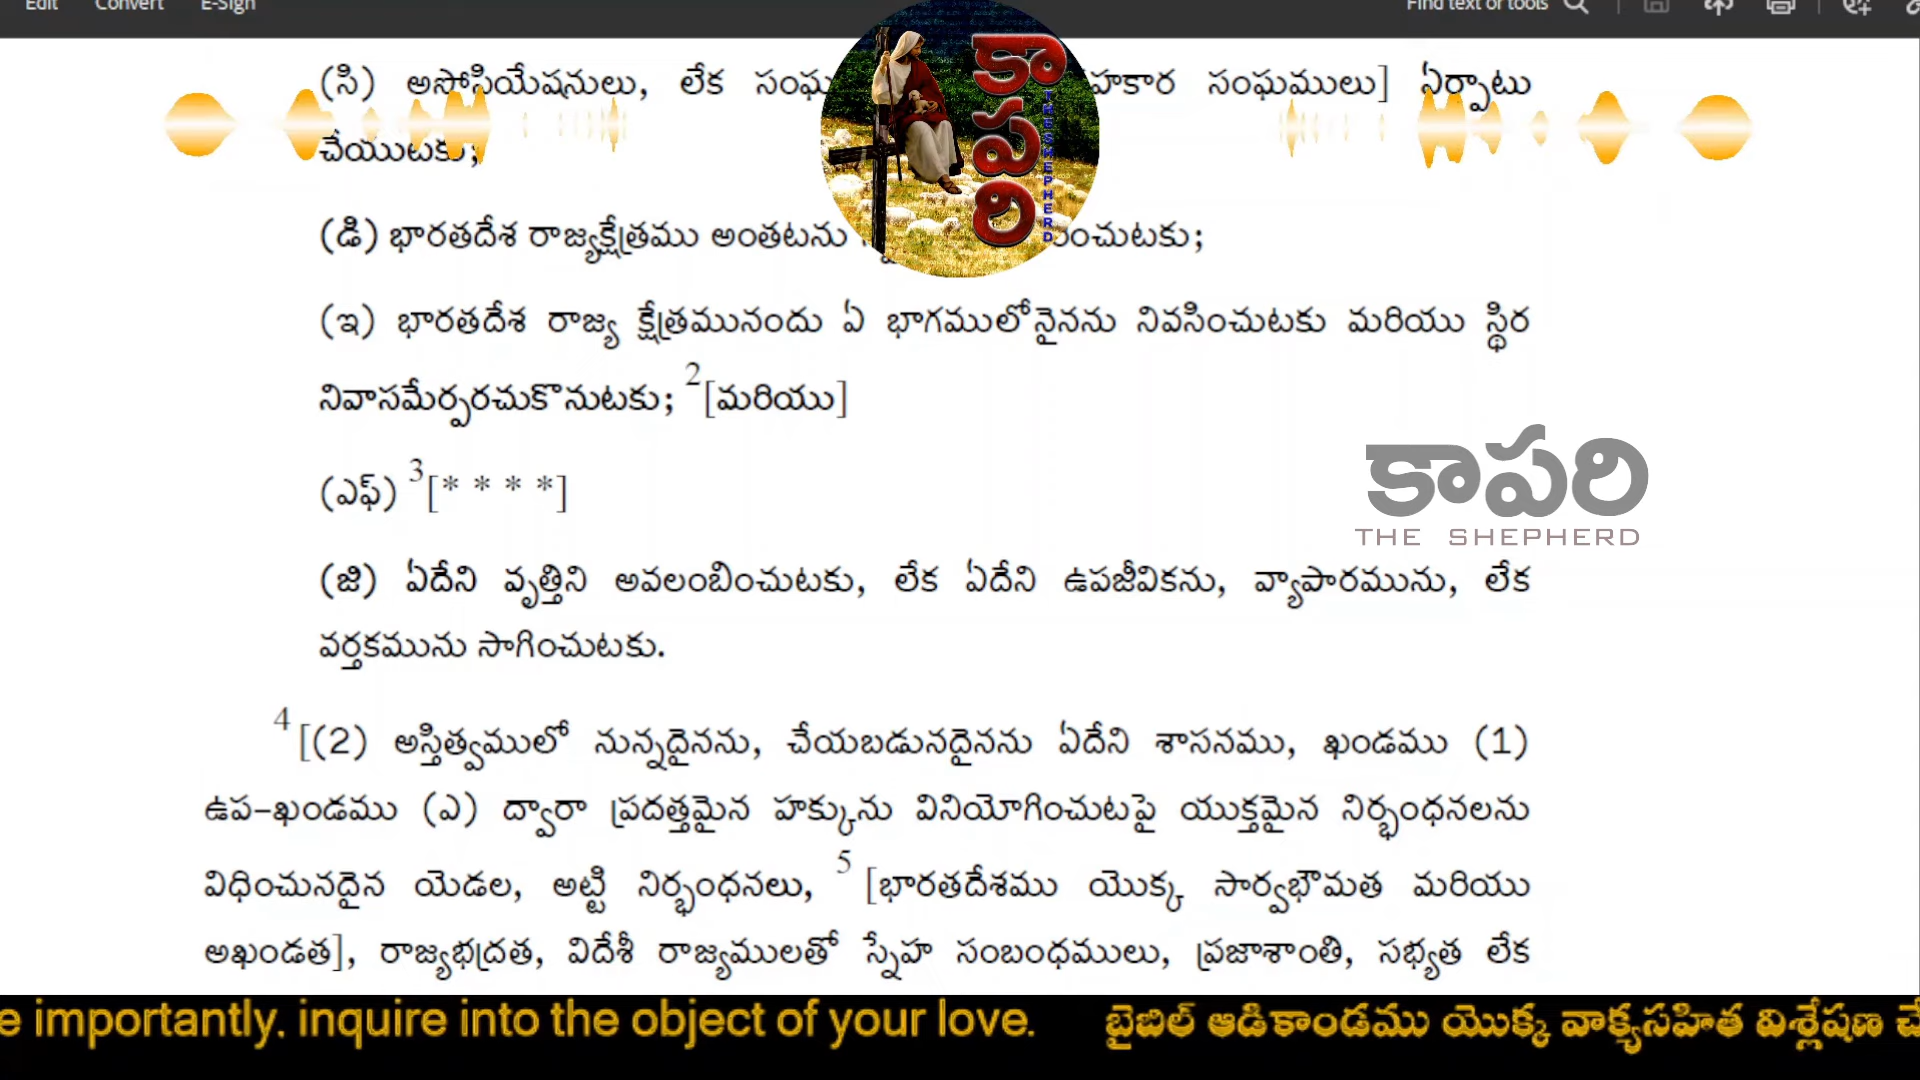 Edit Convert E-Sign Find text or tools
(సి) అసోసియేషనులు, లేక సంఘ హకార సంఘములు] ఏర్పాటు
చేయుటకు;
(డి) భారతదేశ రాజ్యక్షేత్రము అంతటను ంచుటకు;
(ఇ) భారతదేశ రాజ్య క్షేత్రమునందు ఏ భాగములోనైనను నివసించుటకు మరియు స్థిర
నివాసమేర్పరచుకొనుటకు; 2[మరియు]
(ఎఫ్) 3[* * * *]
(జి) ఏదేని వృత్తిని అవలంబించుటకు, లేక ఏదేని ఉపజీవికను, వ్యాపారమును, లేక
వర్తకమును సాగించుటకు.
4[(2) అస్తిత్వములో నున్నదైనను, చేయబడునదైనను ఏదేని శాసనము, ఖండము (1)
ఉప-ఖండము (ఎ) ద్వారా ప్రదత్తమైన హక్కును వినియోగించుటపై యుక్తమైన నిర్బంధనలను
విధించునదైన యెడల, అట్టి నిర్బంధనలు, 5[భారతదేశము యొక్క సార్వభౌమత మరియు
అఖండత], రాజ్యభద్రత, విదేశీ రాజ్యములతో స్నేహ సంబంధములు, ప్రజాశాంతి, సభ్యత లేక
కాపరి
THE SHEPHERD
కాపరి
THE SHEPHERD
e importantly. inquire into the object of your love. బైబిల్ ఆదికాండము యొక్క వాక్యసహిత విశ్లేషణ చే